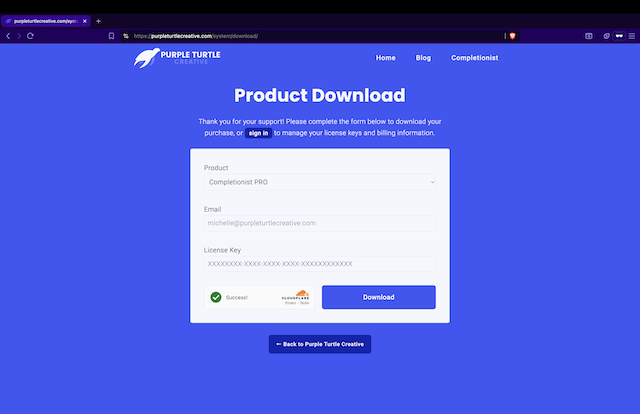 purpleturtlecreative.com/syst
https://purpleturtlecreative.com/system/download/
PURPLE TURTLE
CREATIVE
Home
Blog
Completionist
Product Download
Thank you for your support! Please complete the form below to download your
purchase, or sign in to manage your license keys and billing information.
Product
Completionist PRO
Email
michelle@purpleturtlecreative.com
License Key
XXXXXXXX-XXXX-XXXX-XXXX-XXXXXXXXXXXX
Success!
CLOUDFLARE
Privacy • Terms
Download
← Back to Purple Turtle Creative